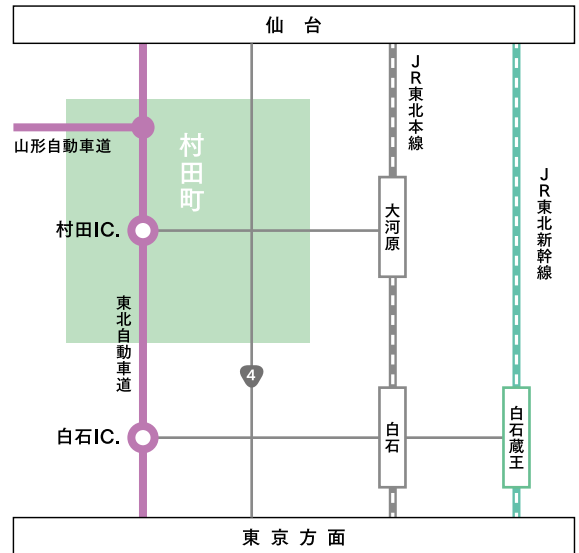 仙台
JR東北本線
山形自動車道
村田町
JR東北新幹線
大河原
村田IC.
東北自動車道
4
白石IC.
白石
白石蔵王
東京方面